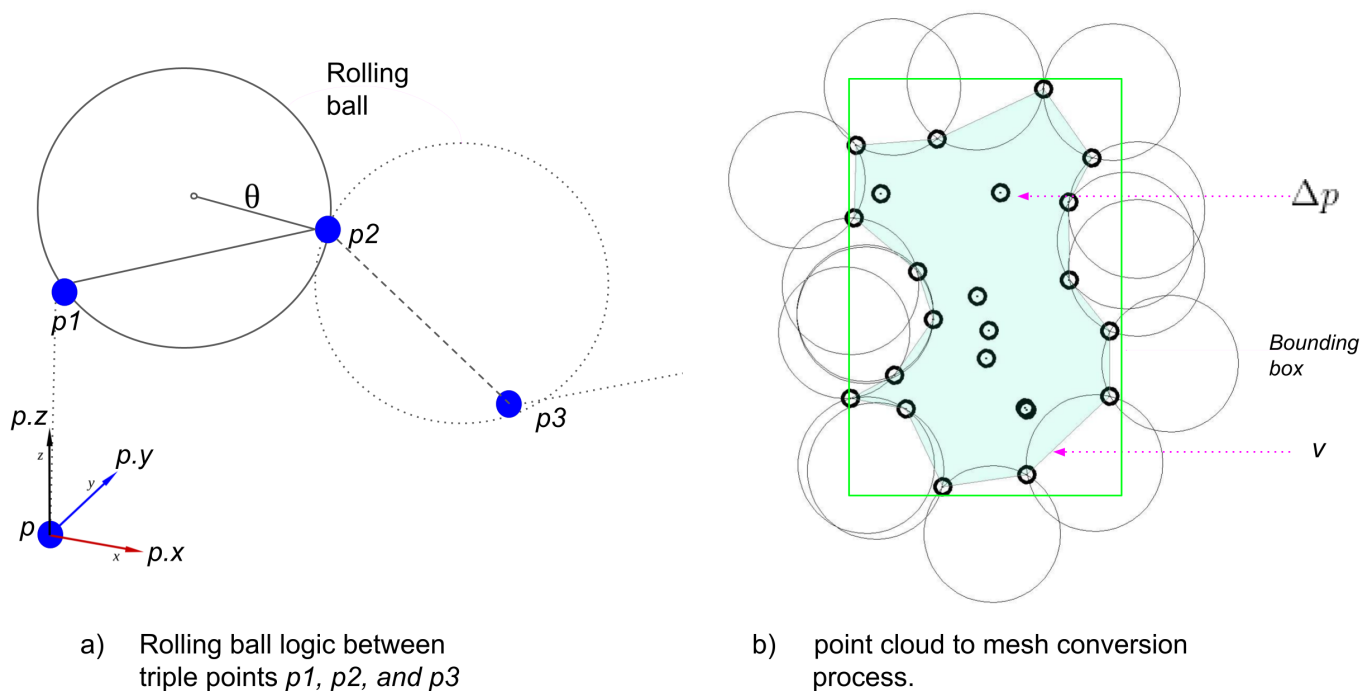 Rolling
ball
θ
p2
p1
p3
p.z
z
p.y
y
p
x
p.x
Δp
Bounding
box
v
a) Rolling ball logic between
triple points p1, p2, and p3
b) point cloud to mesh conversion
process.